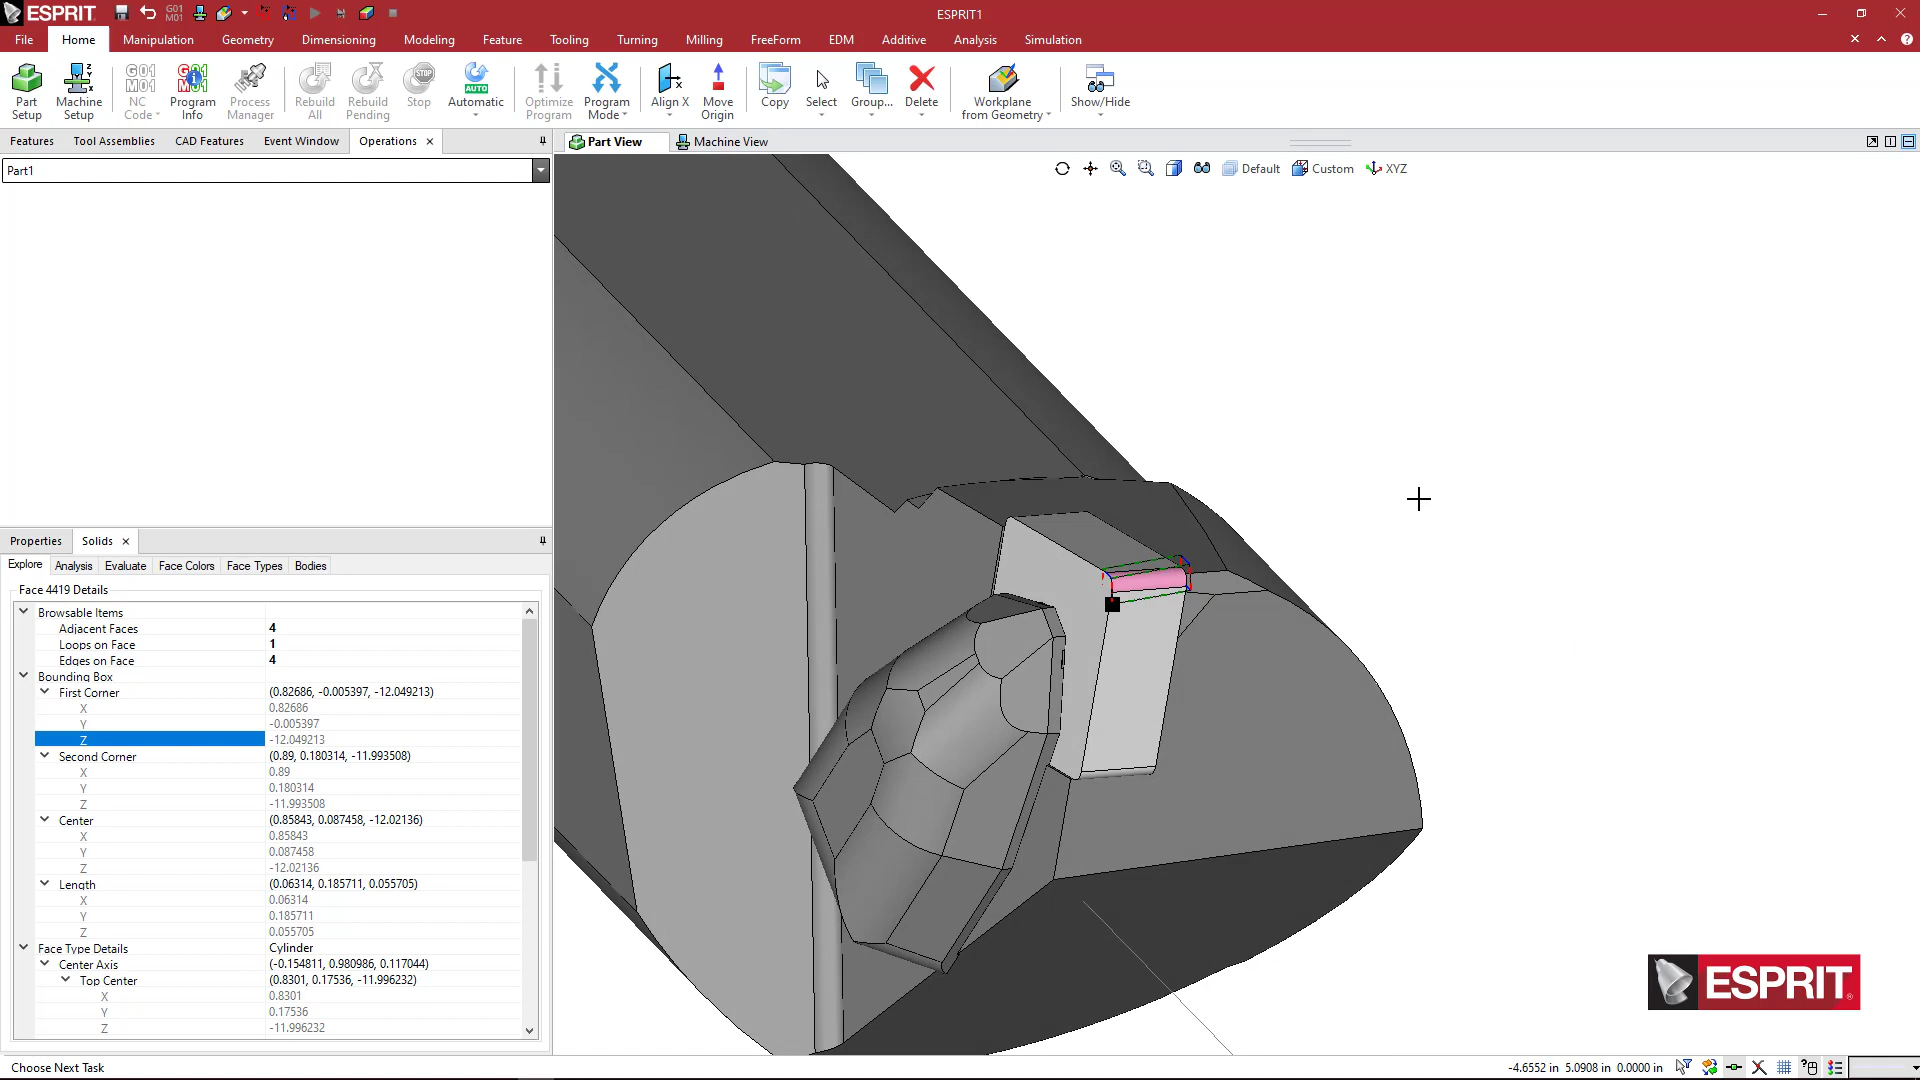 ESPRIT G01 M01 ESPRIT1
File Home Manipulation Geometry Dimensioning Modeling Feature Tooling Turning Milling FreeForm EDM Additive Analysis Simulation
Part Setup
Machine Setup
G01 M01 NC Code
G01 M01 Program Info
Process Manager
Rebuild All
Rebuild Pending
STOP Stop
AUTO Automatic
Optimize Program
Program Mode
Align X
Move Origin
Copy
Select
Group...
Delete
Workplane from Geometry
Show/Hide
Features Tool Assemblies CAD Features Event Window Operations
Part View Machine View
Part1
Default Custom XYZ
Properties Solids
Explore Analysis Evaluate Face Colors Face Types Bodies
Face 4419 Details
Browsable Items
Adjacent Faces 4
Loops on Face 1
Edges on Face 4
Bounding Box
First Corner (0.82686, -0.005397, -12.049213)
X 0.82686
Y -0.005397
Z -12.049213
Second Corner (0.89, 0.180314, -11.993508)
X 0.89
Y 0.180314
Z -11.993508
Center (0.85843, 0.087458, -12.02136)
X 0.85843
Y 0.087458
Z -12.02136
Length (0.06314, 0.185711, 0.055705)
X 0.06314
Y 0.185711
Z 0.055705
Face Type Details Cylinder
Center Axis (-0.154811, 0.980986, 0.117044)
Top Center (0.8301, 0.17536, -11.996232)
X 0.8301
Y 0.17536
Z -11.996232
ESPRIT®
Choose Next Task
-4.6552 in 5.0908 in 0.0000 in